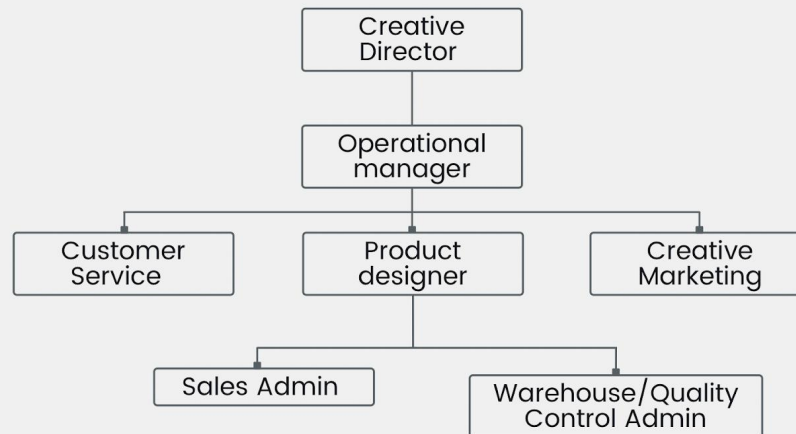 Creative
Director
Operational
manager
Customer
Service
Product
designer
Creative
Marketing
Sales Admin
Warehouse/Quality
Control Admin